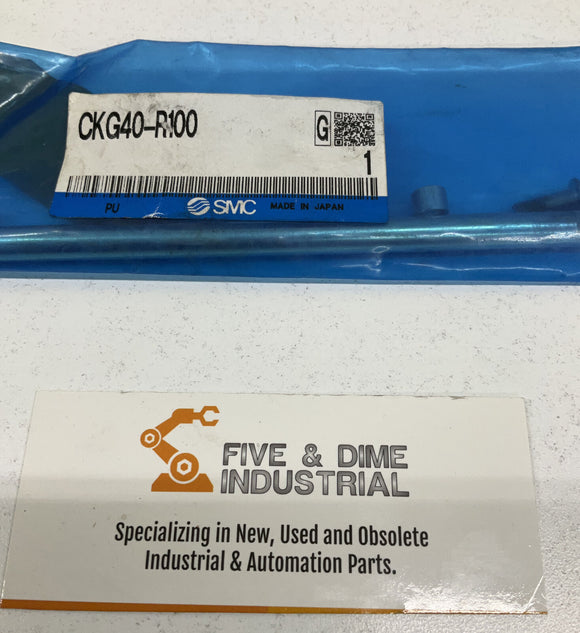 CKG40-R100
G
1
PU SMC MADE IN JAPAN
FIVE & DIME
INDUSTRIAL
Specializing in New, Used and Obsolete
Industrial & Automation Parts.